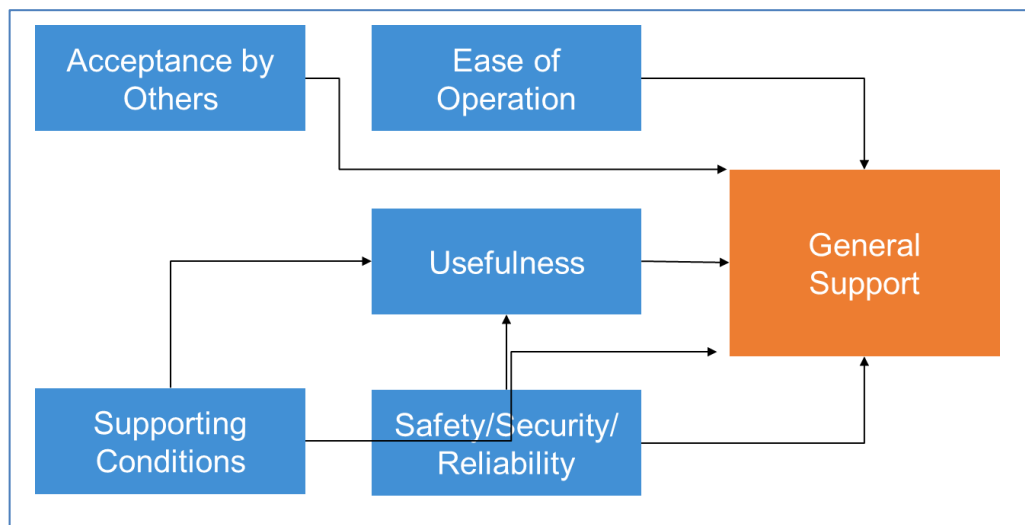 Acceptance by
Others
Ease of
Operation
Usefulness
General
Support
Supporting
Conditions
Safety/Security/
Reliability